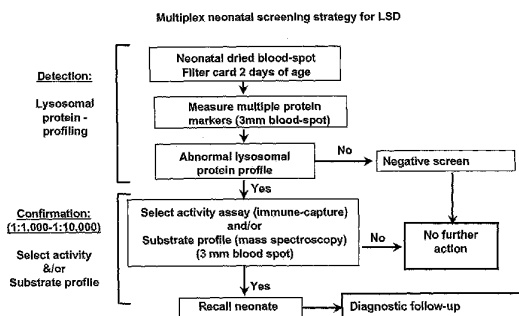 Multiplex neonatal screening strategy for LSD
Neonatal dried blood-spot
Filter card 2 days of age
Detection:
Lysosomal
protein -
profiling
Measure multiple protein
markers (3mm blood-spot)
Abnormal lysosomal
protein profile
No
Negative screen
Yes
Confirmation:
(1:1,000-1:10,000)
Select activity
&/or
Substrate profile
Select activity assay (immune-capture)
and/or
Substrate profile (mass spectroscopy)
(3 mm blood spot)
No
No further
action
Yes
Recall neonate
Diagnostic follow-up